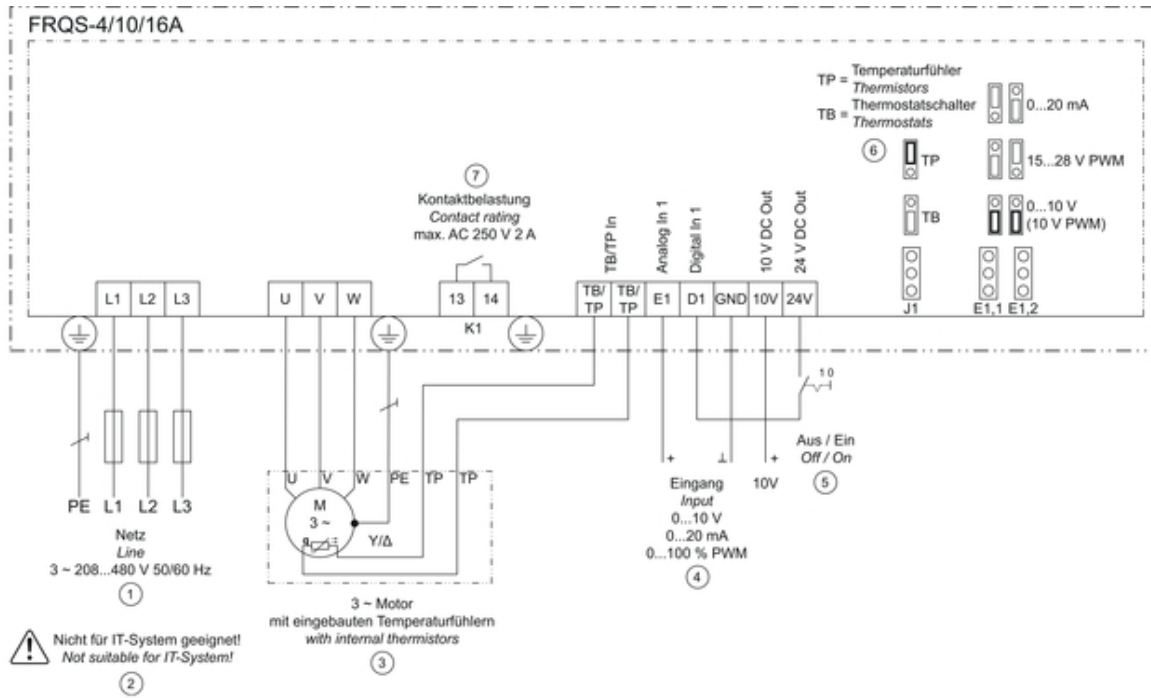 FRQS-4/10/16A
TP = Temperaturfühler
Thermistors
TB = Thermostatschalter
Thermostats
6
0...20 mA
TP
15...28 V PWM
TB
0...10 V
(10 V PWM)
J1
E1,1 E1,2
7
Kontaktbelastung
Contact rating
max. AC 250 V 2 A
TB/TP In
Analog In 1
Digital In 1
10 V DC Out
24 V DC Out
L1 L2 L3
U V W
13 14
K1
TB/TP TB/TP E1 D1 GND 10V 24V
1 0
Aus / Ein
Off / On
5
PE L1 L2 L3
Netz
Line
3 ~ 208...480 V 50/60 Hz
1
Nicht für IT-System geeignet!
Not suitable for IT-System!
2
U V W PE TP TP
M
3 ~
Y/Δ
3 ~ Motor
mit eingebauten Temperaturfühlern
with internal thermistors
3
+ ⊥ +
10V
Eingang
Input
0...10 V
0...20 mA
0...100 % PWM
4